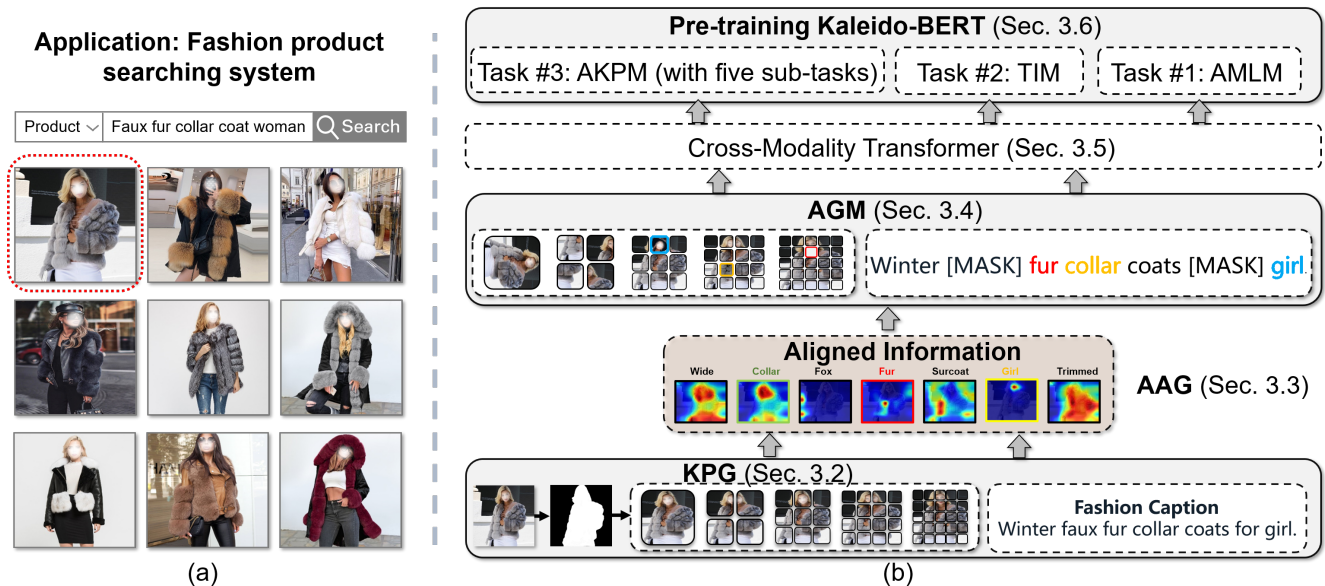 Application: Fashion product
searching system
Product
Faux fur collar coat woman
Search
(a)
Pre-training Kaleido-BERT (Sec. 3.6)
Task #3: AKPM (with five sub-tasks)
Task #2: TIM
Task #1: AMLM
Cross-Modality Transformer (Sec. 3.5)
AGM (Sec. 3.4)
Winter [MASK] fur collar coats [MASK] girl.
Aligned Information
Wide
Collar
Fox
Fur
Surcoat
Girl
Trimmed
AAG (Sec. 3.3)
KPG (Sec. 3.2)
Fashion Caption
Winter faux fur collar coats for girl.
(b)